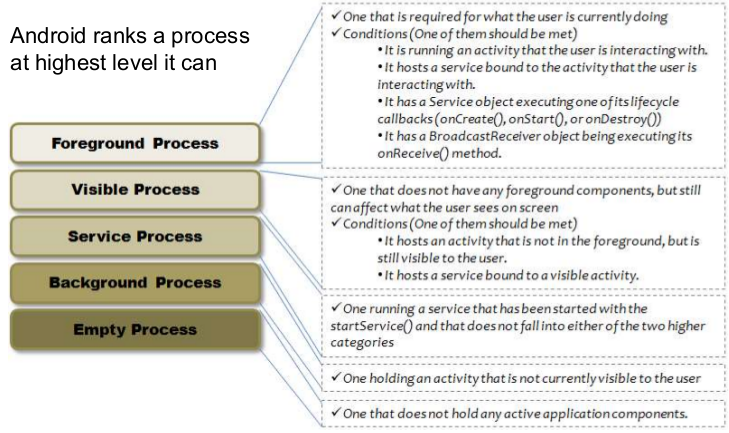 Android ranks a process
at highest level it can
Foreground Process
Visible Process
Service Process
Background Process
Empty Process
✓One that is required for what the user is currently doing
✓Conditions (One of them should be met)
•It is running an activity that the user is interacting with.
•It hosts a service bound to the activity that the user is
interacting with.
•It has a Service object executing one of its lifecycle
callbacks (onCreate(), onStart(), or onDestroy())
•It has a BroadcastReceiver object being executing its
onReceive() method.
✓One that does not have any foreground components, but still
can affect what the user sees on screen
✓Conditions (One of them should be met)
•It hosts an activity that is not in the foreground, but is
still visible to the user.
•It hosts a service bound to a visible activity.
✓One running a service that has been started with the
startService() and that does not fall into either of the two higher
categories
✓One holding an activity that is not currently visible to the user
✓One that does not hold any active application components.